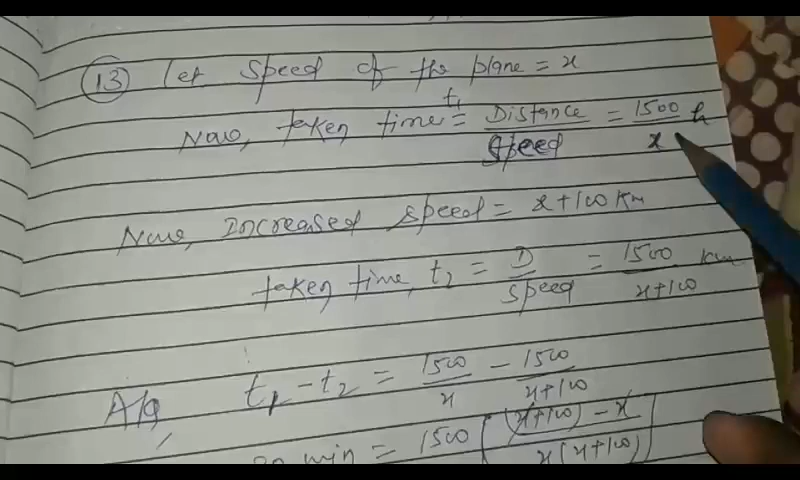 (13) Let Speed of the plane = x
Now, taken time t₁ = Distance/Speed = 1500/x h
Now, Increased speed = x+100 Km
taken time, t₂ = D/Speed = 1500/x+100 Km
A/q t₁ - t₂ = 1500/x - 1500/x+100
min = 1500 [(x+100) - x/x(x+100)]